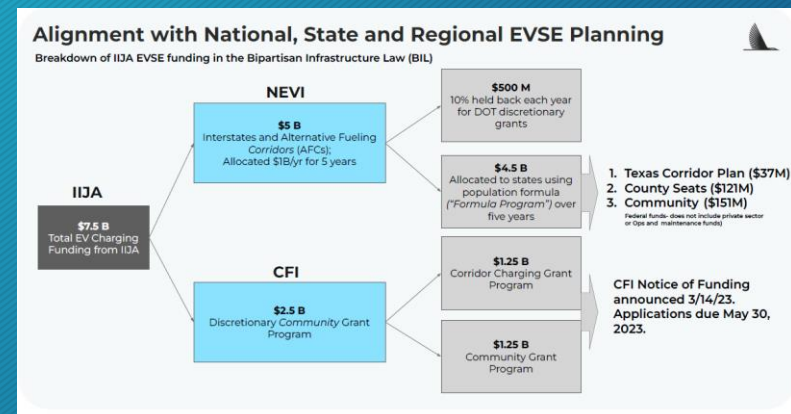 Alignment with National, State and Regional EVSE Planning
Breakdown of IIJA EVSE funding in the Bipartisan Infrastructure Law (BIL)
IIJA
$7.5 B
Total EV Charging
Funding from IIJA
NEVI
$5 B
Interstates and Alternative Fueling
Corridors (AFCs);
Allocated $1B/yr for 5 years
CFI
$2.5 B
Discretionary Community Grant
Program
$500 M
10% held back each year
for DOT discretionary
grants
$4.5 B
Allocated to states using
population formula
("Formula Program") over
five years
$1.25 B
Corridor Charging Grant
Program
$1.25 B
Community Grant
Program
1. Texas Corridor Plan ($37M)
2. County Seats ($121M)
3. Community ($151M)
Federal funds- does not include private sector
or Ops and maintenance funds)
CFI Notice of Funding
announced 3/14/23.
Applications due May 30,
2023.